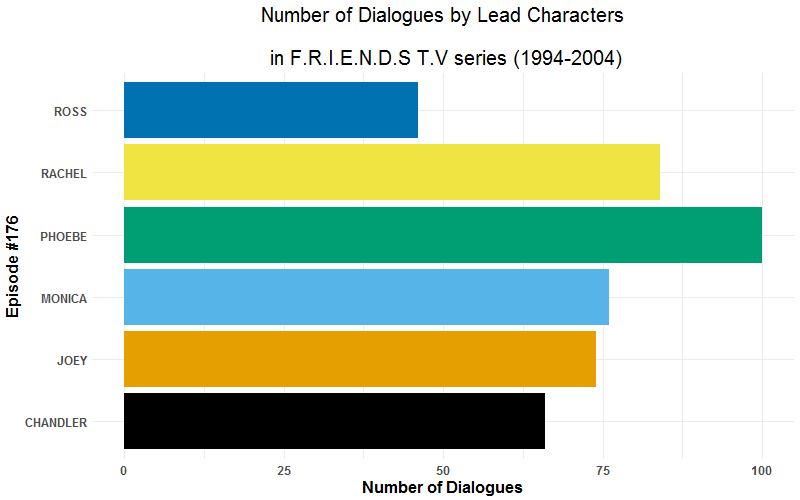 Number of Dialogues by Lead Characters
in F.R.I.E.N.D.S T.V series (1994-2004)
Episode #176
ROSS
RACHEL
PHOEBE
MONICA
JOEY
CHANDLER
0 25 50 75 100
Number of Dialogues